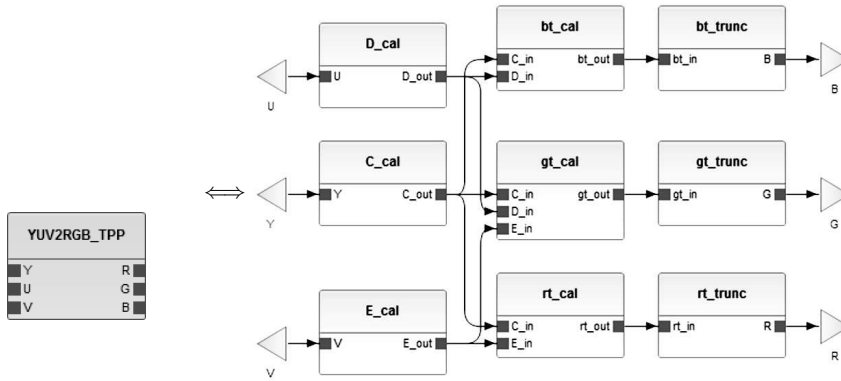 YUV2RGB_TPP
Y R
U G
V B
U
D_cal
U D_out
bt_cal
C_in bt_out
D_in
bt_trunc
bt_in B
B
Y
C_cal
Y C_out
gt_cal
C_in gt_out
D_in
E_in
gt_trunc
gt_in G
G
V
E_cal
V E_out
rt_cal
C_in rt_out
E_in
rt_trunc
rt_in R
R